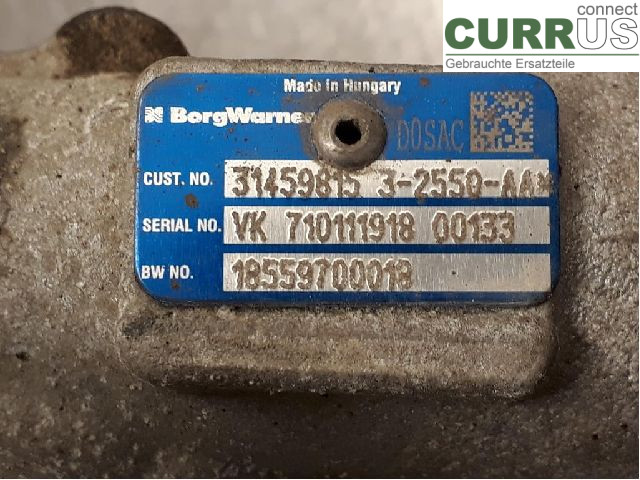 connect
CURRUS
Gebrauchte Ersatzteile
Made in Hungary
BorgWarner
DOSAC
CUST. NO. 31459815 3-2550-AA*
SERIAL NO. VK 710111918 00133
BW NO. 18559700018